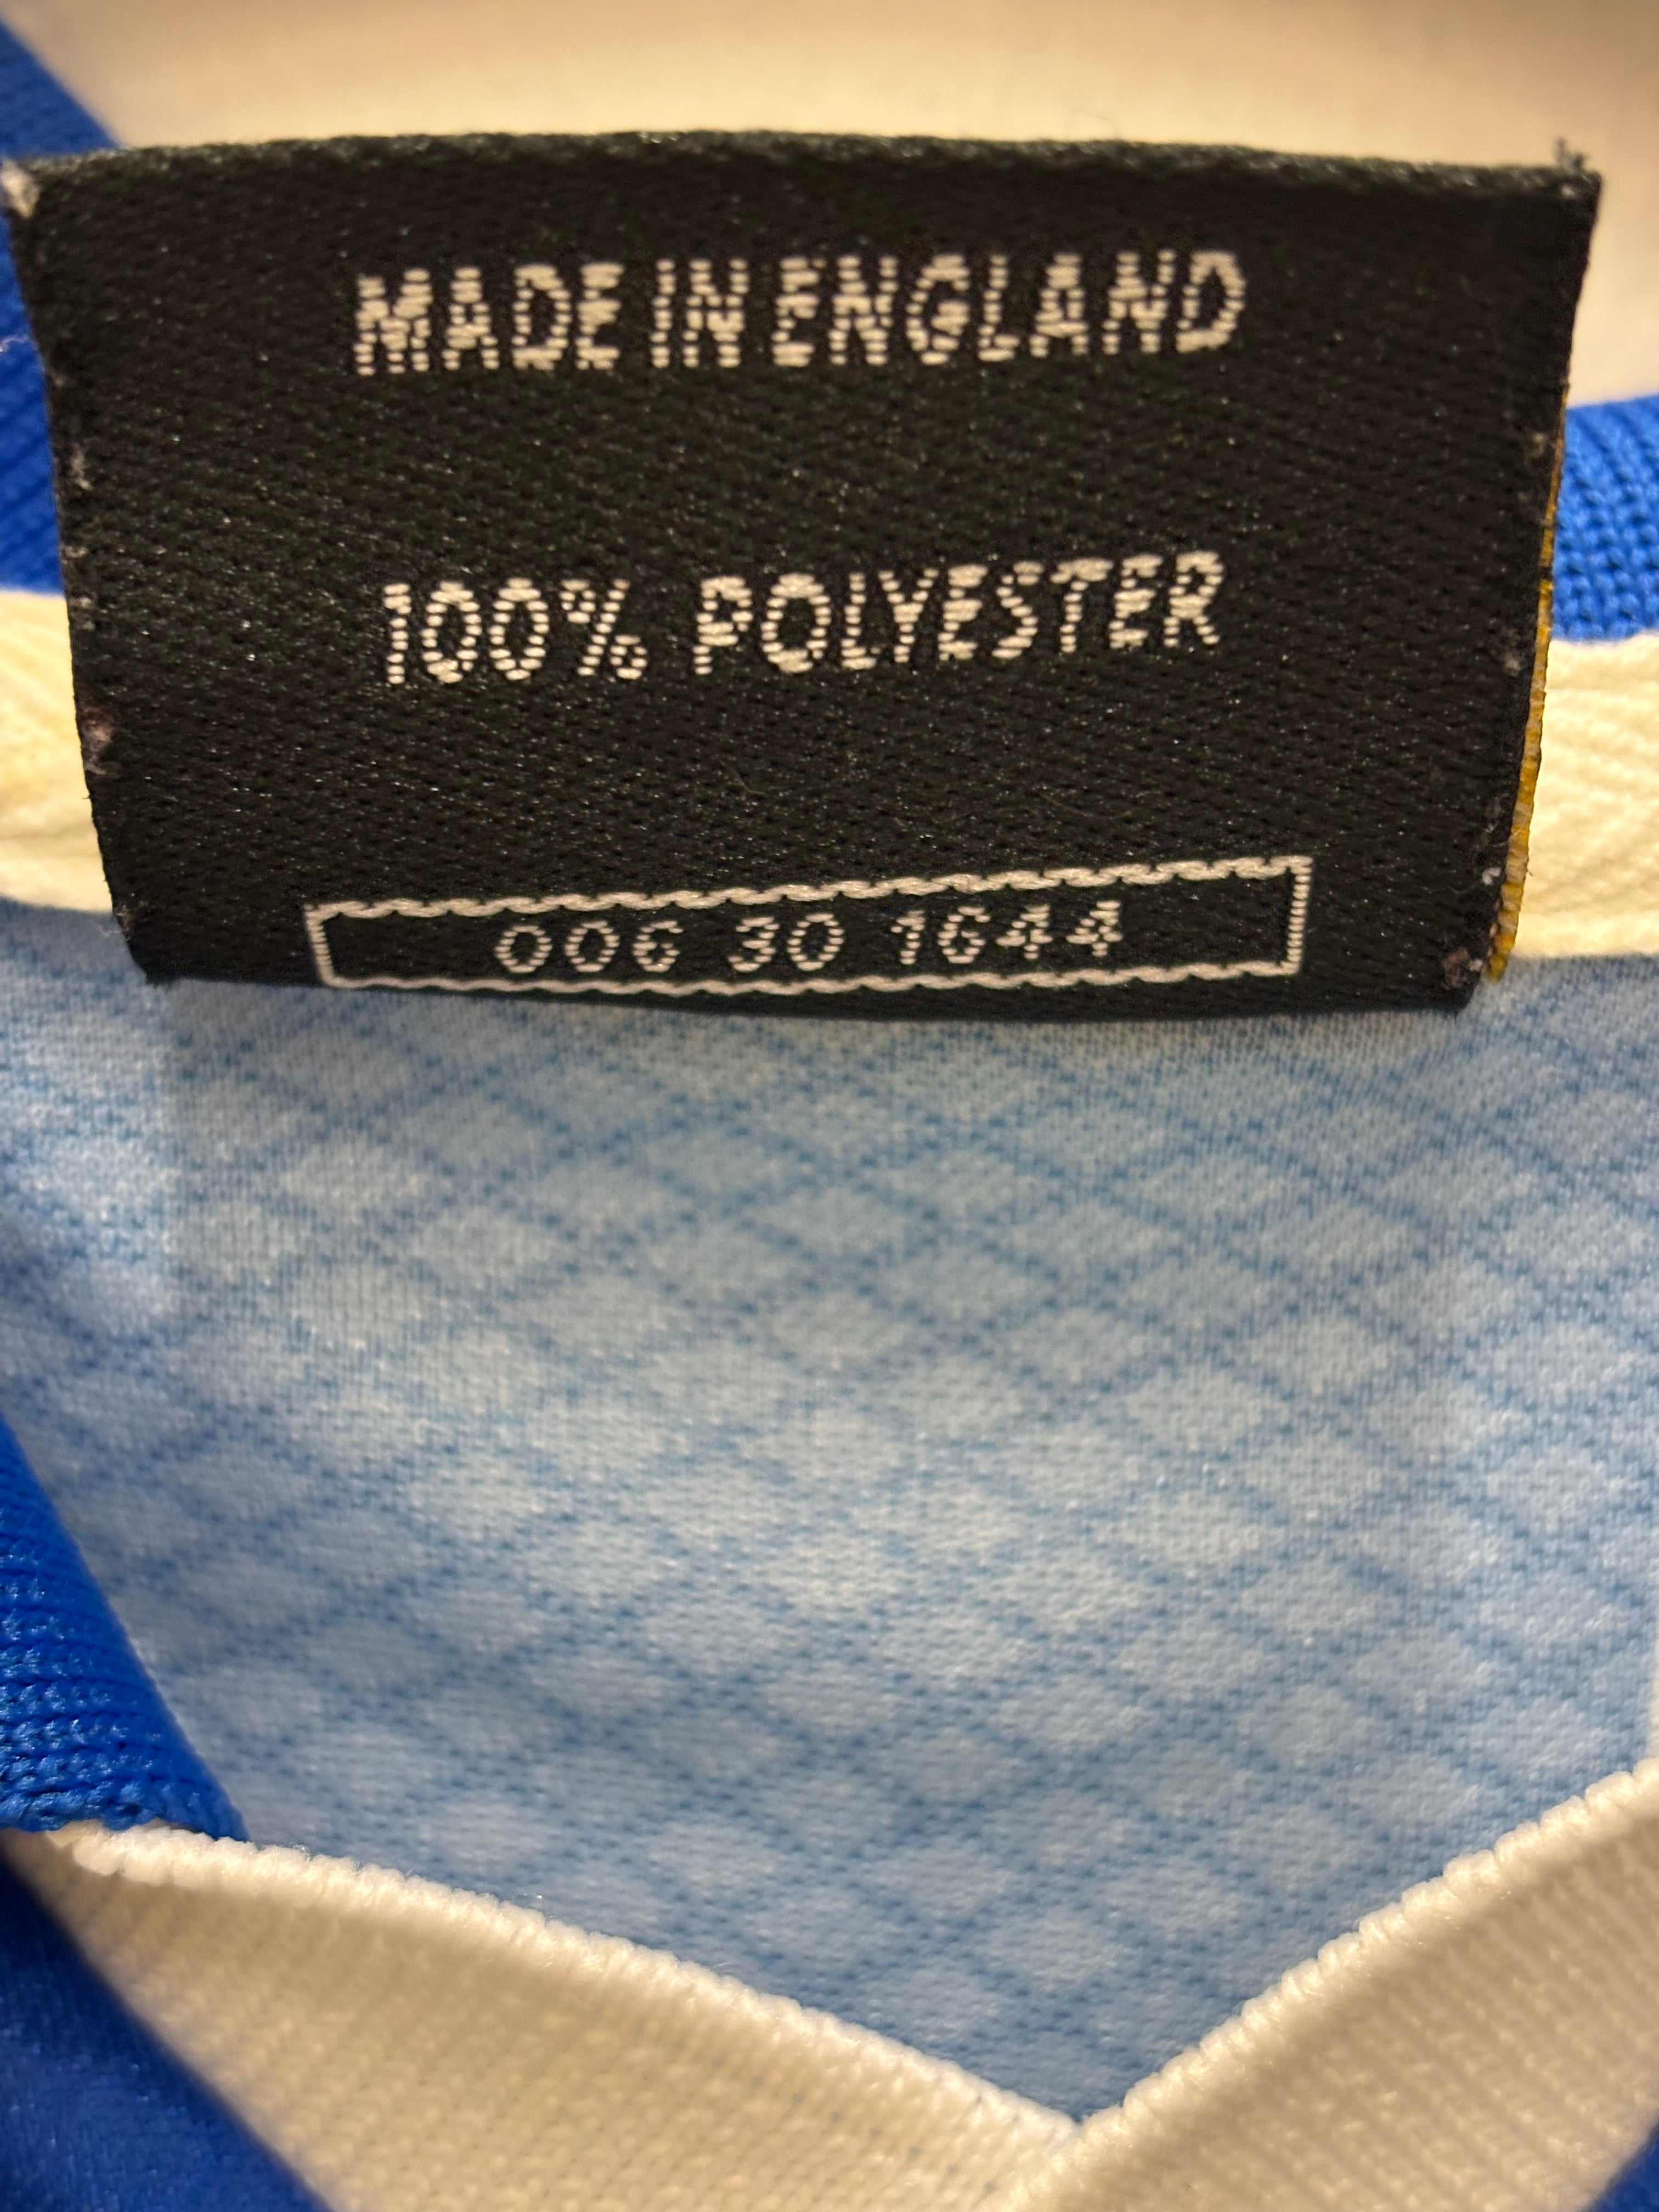 MADE IN ENGLAND
100% POLYESTER
006 30 1644